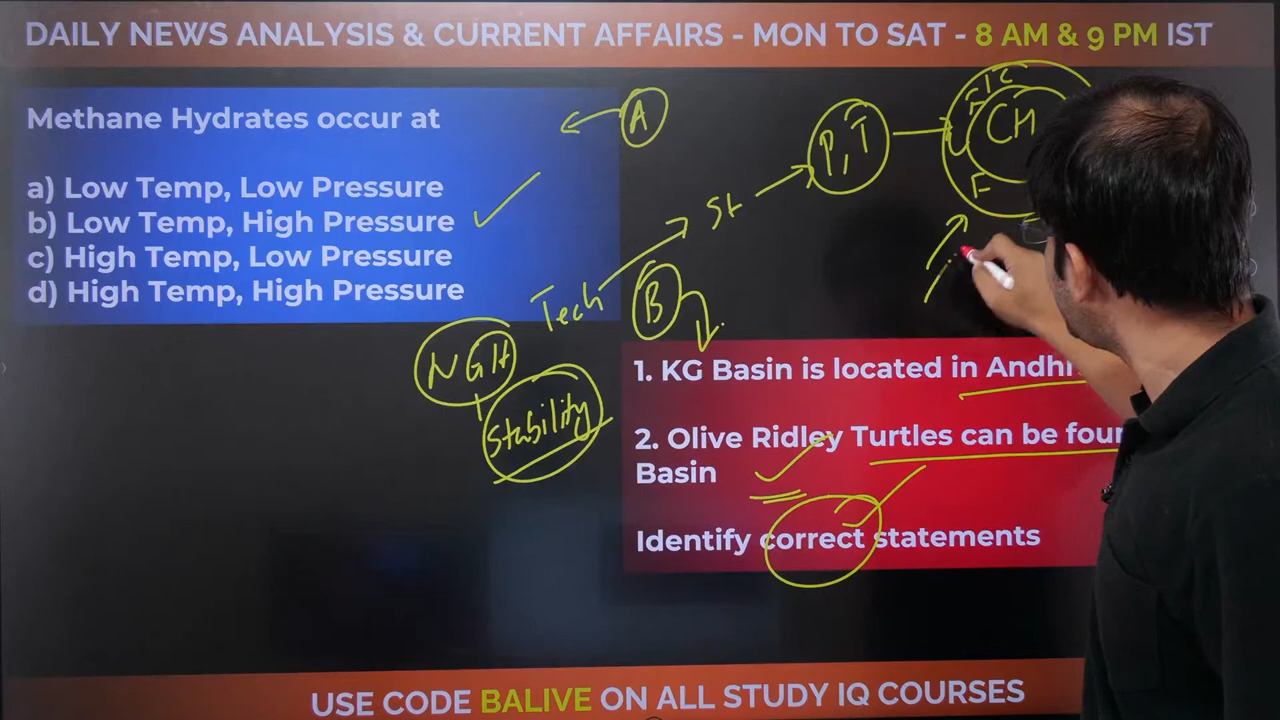 DAILY NEWS ANALYSIS & CURRENT AFFAIRS - MON TO SAT - 8 AM & 9 PM IST
Methane Hydrates occur at
a) Low Temp, Low Pressure
b) Low Temp, High Pressure
c) High Temp, Low Pressure
d) High Temp, High Pressure
A
P, T
CH
St
Tech
B
NGH
Stability
1. KG Basin is located in
2. Olive Ridley Turtles can be
Basin
Identify correct statements
USE CODE BALIVE ON ALL STUDY IQ COURSES